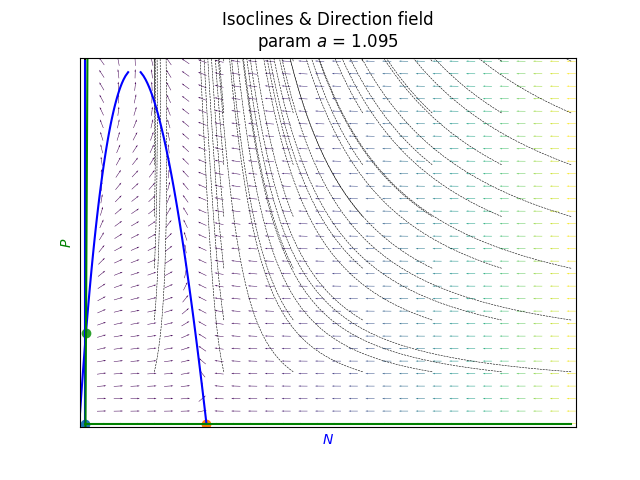 Isoclines & Direction field
param a = 1.095
P
N